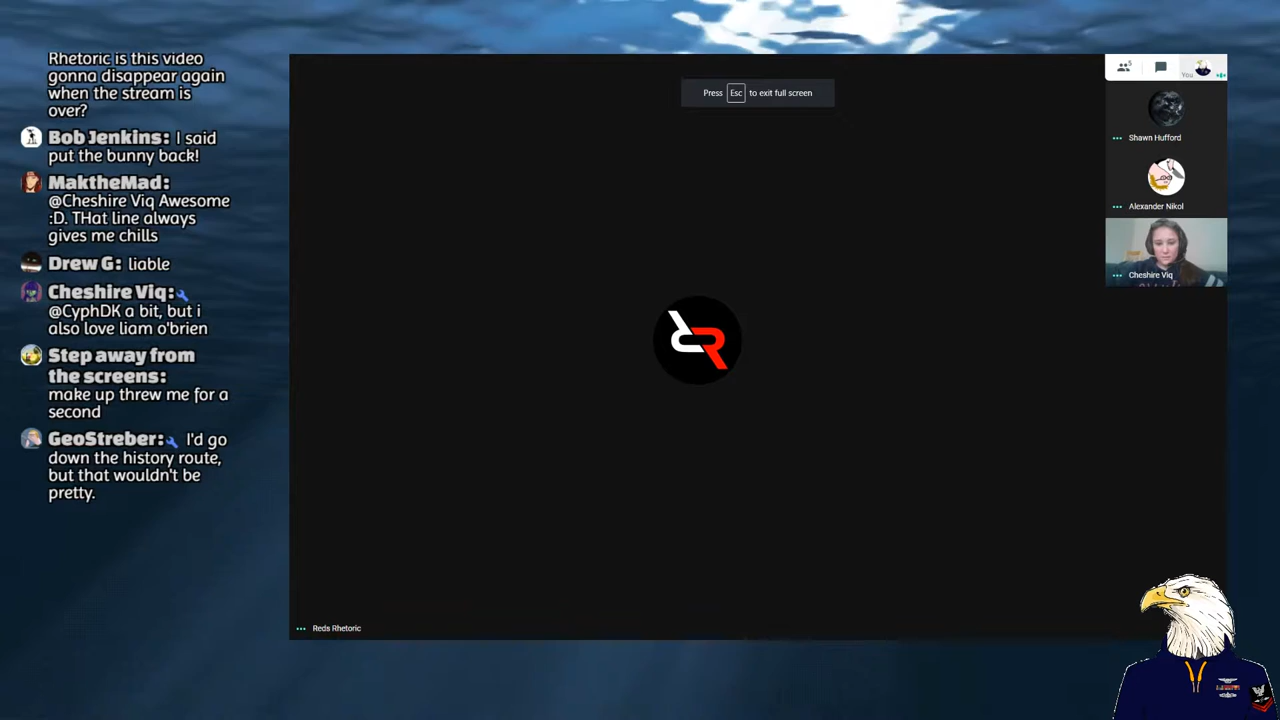 Rhetoric is this video
gonna disappear again
when the stream is
over?
Bob Jenkins: I said
put the bunny back!
MaktheMad:
@Cheshire Viq Awesome
:D. THat line always
gives me chills
Drew G: liable
Cheshire Viq:
@CyphDK a bit, but i
also love liam o'brien
Step away from
the screens:
make up threw me for a
second
GeoStreber: I'd go
down the history route,
but that wouldn't be
pretty.
Press Esc to exit full screen
5
You
Shawn Hufford
Alexander Nikol
Cheshire Viq
Reds Rhetoric